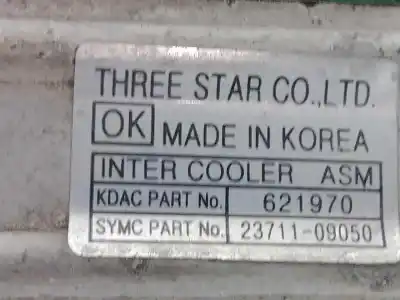 THREE STAR CO.,LTD.
OK MADE IN KOREA
INTER COOLER ASM
KDAC PART No. 621970
SYMC PART No. 23711-09050